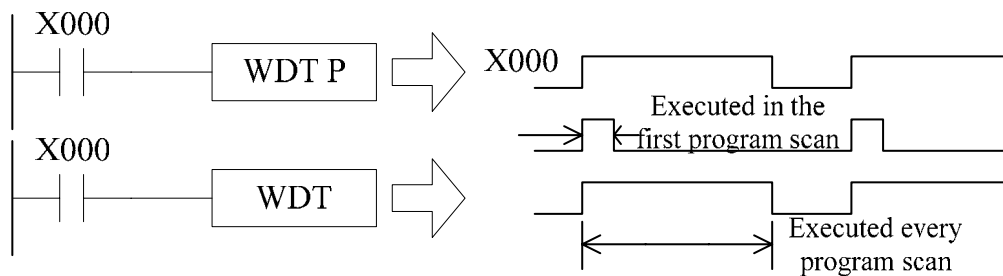 X000
WDT P
X000
Executed in the
first program scan
X000
WDT
Executed every
program scan